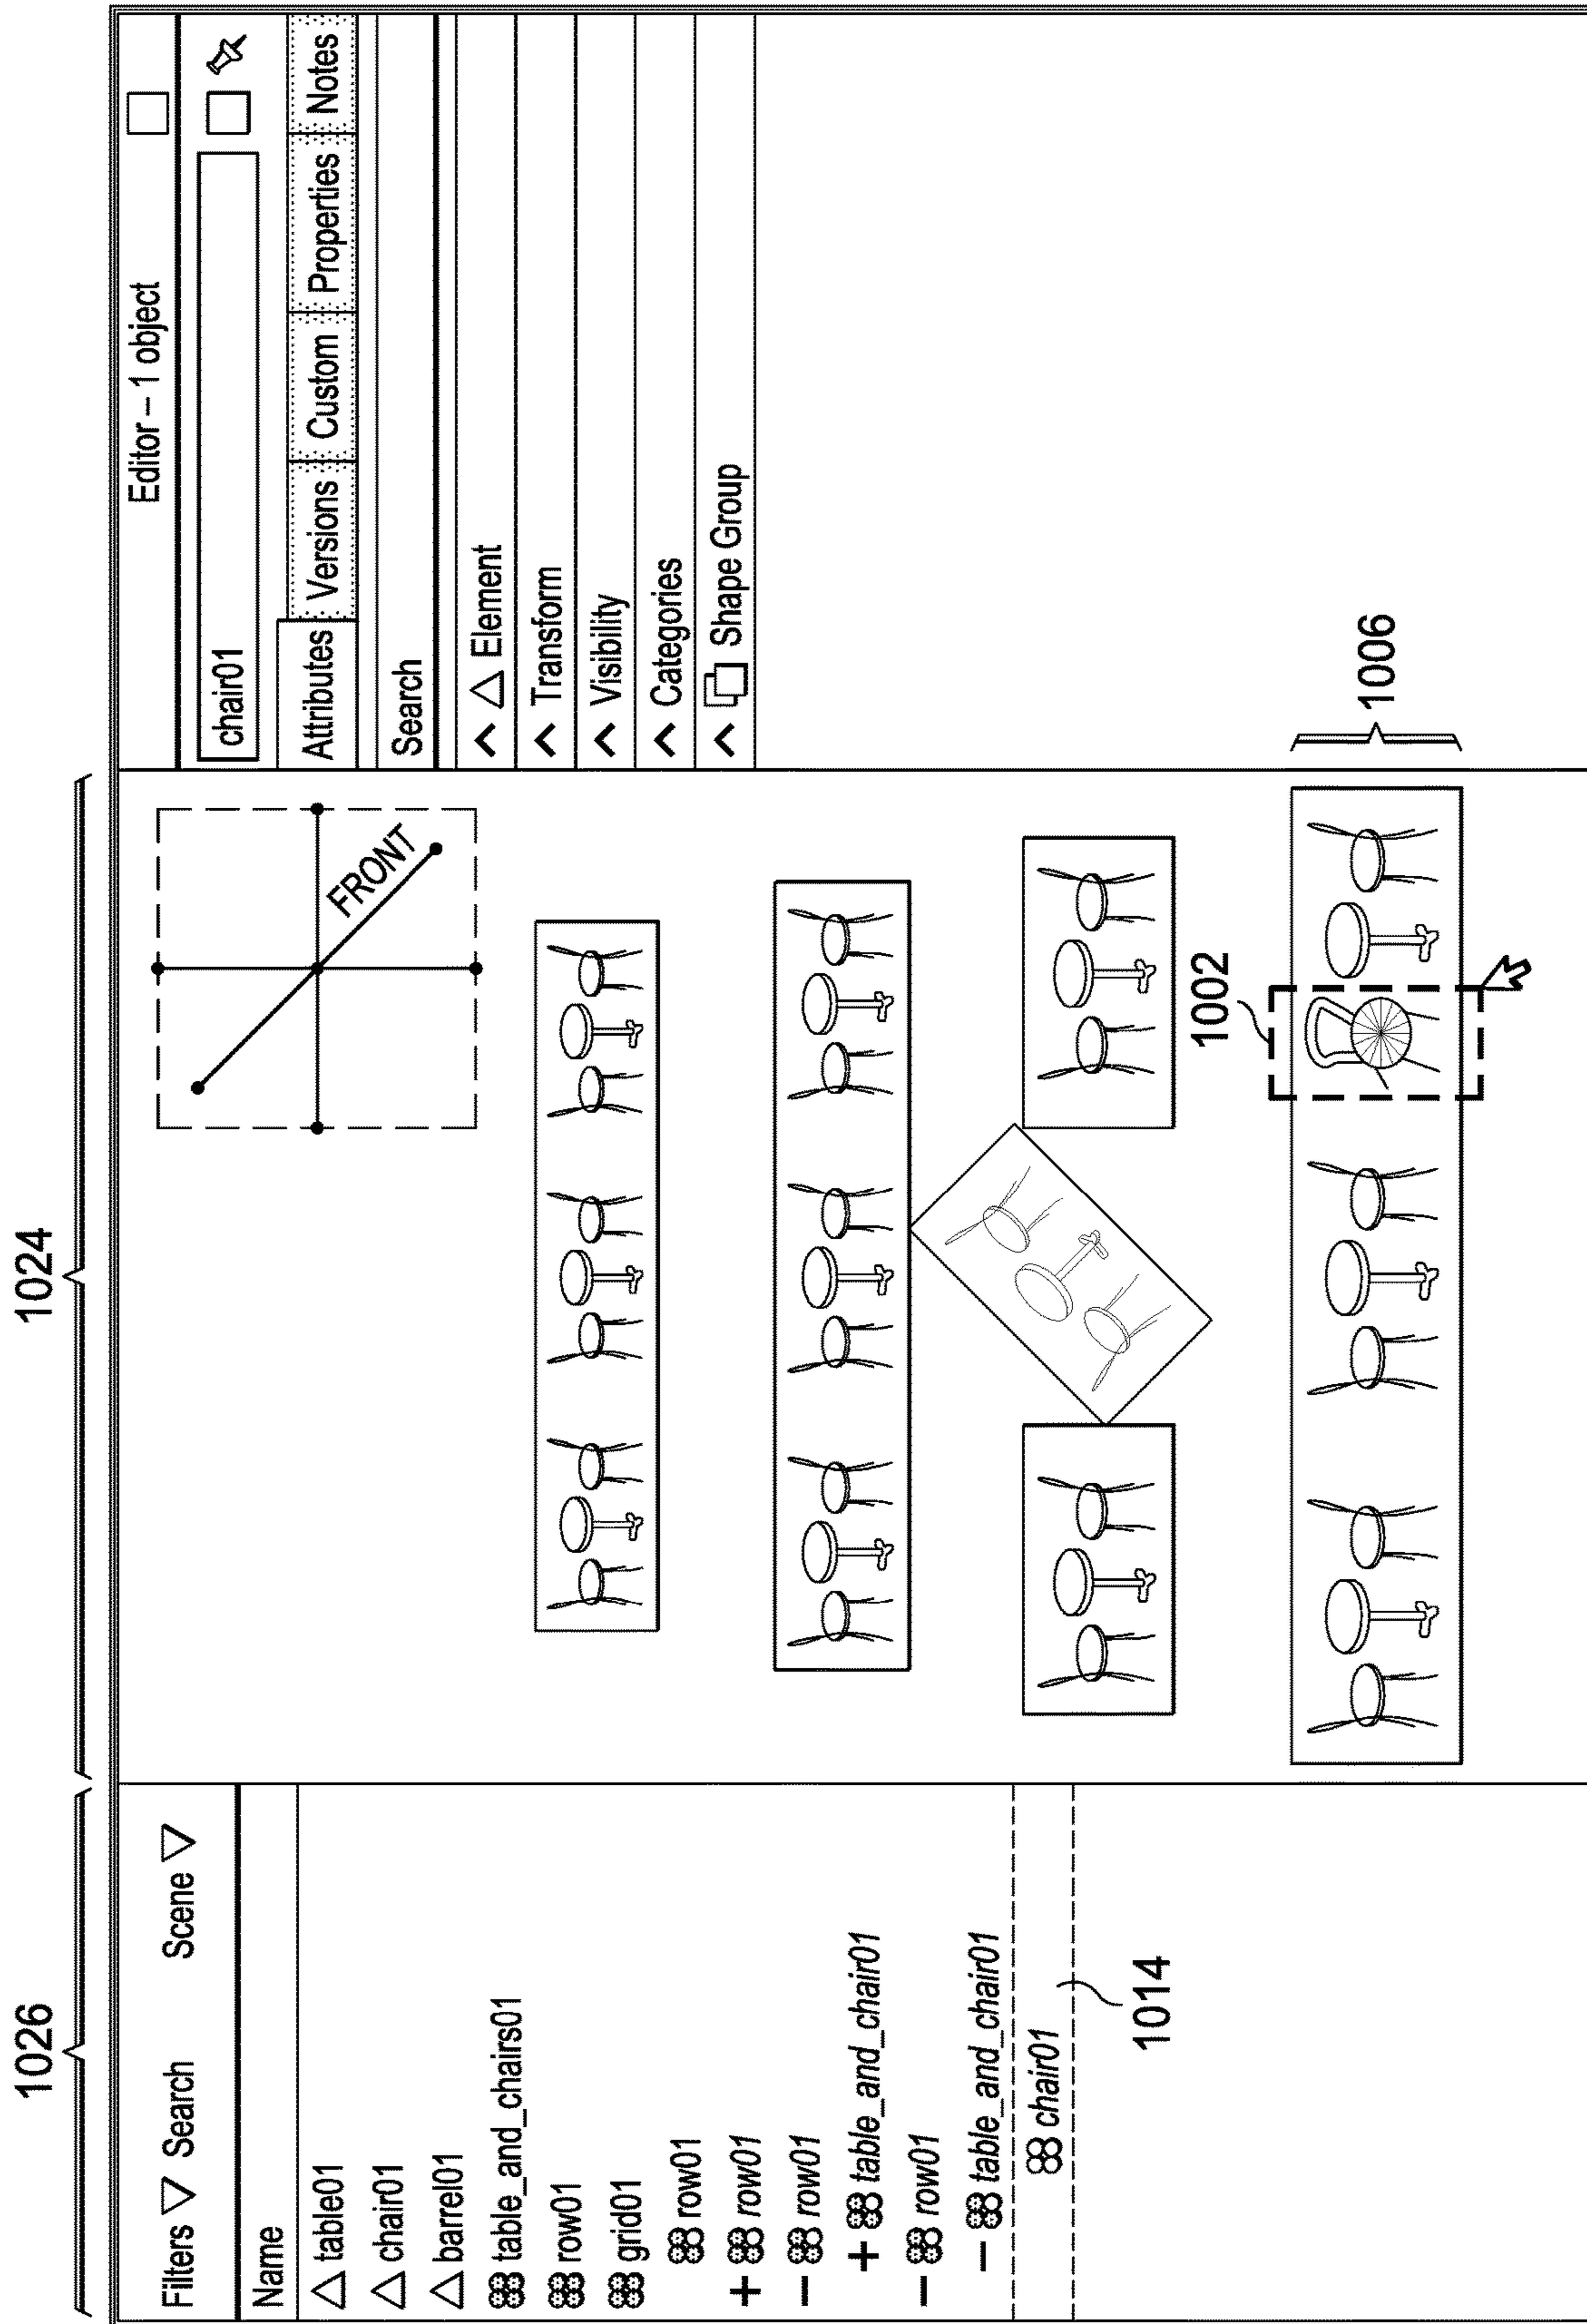 1026
1024
Filters Search Scene
Name
table01
chair01
barrel01
table_and_chairs01
row01
grid01
row01
+ row01
– row01
+ table_and_chair01
– row01
– table_and_chair01
chair01
1014
FRONT
1002
1006
Editor – 1 object
chair01
Attributes Versions Custom Properties Notes
Search
Element
Transform
Visibility
Categories
Shape Group